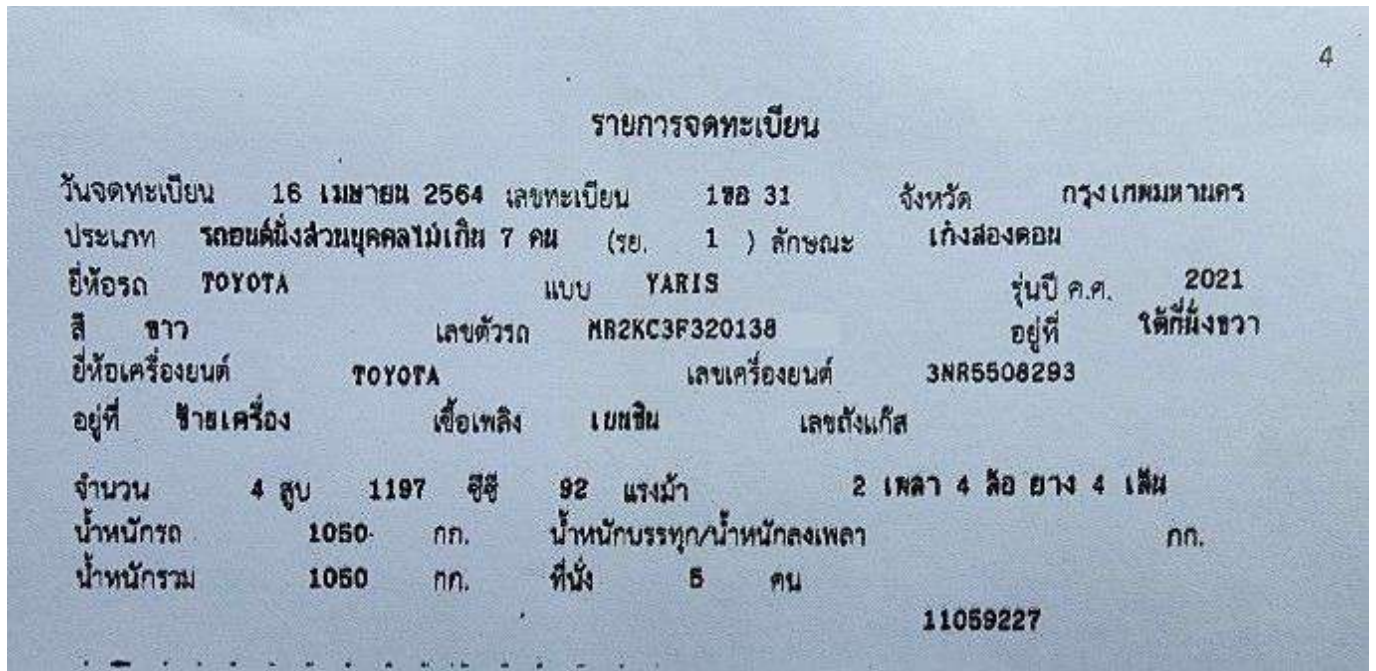 4
รายการจดทะเบียน
วันจดทะเบียน 16 เมษายน 2564 เลขทะเบียน 1ขอ 31 จังหวัด กรุงเทพมหานคร
ประเภท รถยนต์นั่งส่วนบุคคลไม่เกิน 7 คน (รย. 1 ) ลักษณะ เก๋งสองตอน
ยี่ห้อรถ TOYOTA แบบ YARIS รุ่นปี ค.ศ. 2021
สี ขาว เลขตัวรถ MR2KC3F320138 อยู่ที่ ใต้ที่นั่งขวา
ยี่ห้อเครื่องยนต์ TOYOTA เลขเครื่องยนต์ 3NR5508293
อยู่ที่ ซ้ายเครื่อง เชื้อเพลิง เบนซิน เลขถังแก๊ส
จำนวน 4 สูบ 1197 ซีซี 92 แรงม้า 2 เพลา 4 ล้อ ยาง 4 เส้น
น้ำหนักรถ 1050 กก. น้ำหนักบรรทุก/น้ำหนักลงเพลา กก.
น้ำหนักรวม 1050 กก. ที่นั่ง 5 คน
11059227